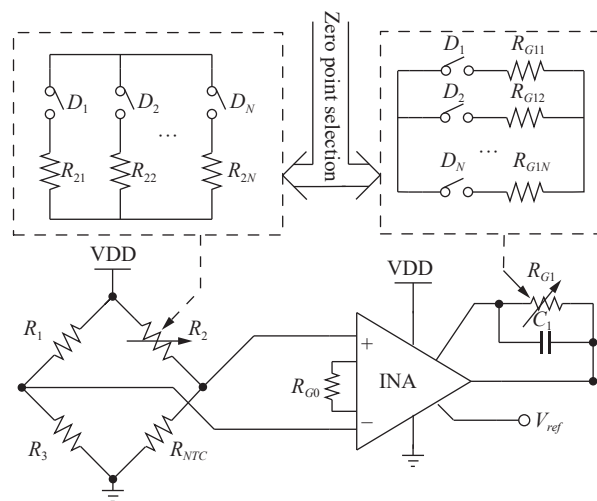 Zero point
selection
D1
D2
DN
...
R21
R22
R2N
D1
RG11
D2
RG12
...
DN
RG1N
VDD
R1
R2
R3
RNTC
VDD
+
RG0
INA
−
RG1
C1
Vref